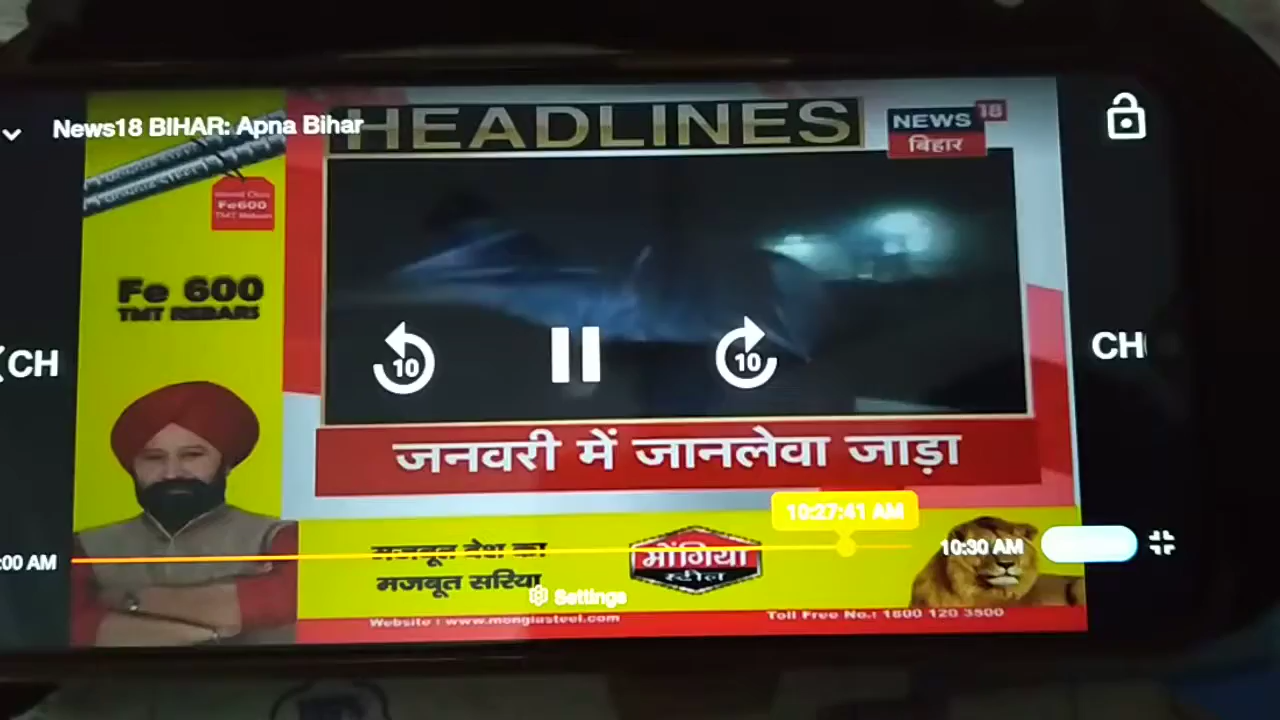 News18 BIHAR: Apna Bihar
HEADLINES
NEWS 18
बिहार
Fe600
TMT Rebars
Fe 600
TMT REBARS
10
10
CH
CH
जनवरी में जानलेवा जाड़ा
10:27:41 AM
:00 AM
10:30 AM
मजबूत देश का
मजबूत सरिया
मोंगिया
स्टील
Settings
Website : www.mongiasteel.com
Toll Free No.: 1800 120 3500